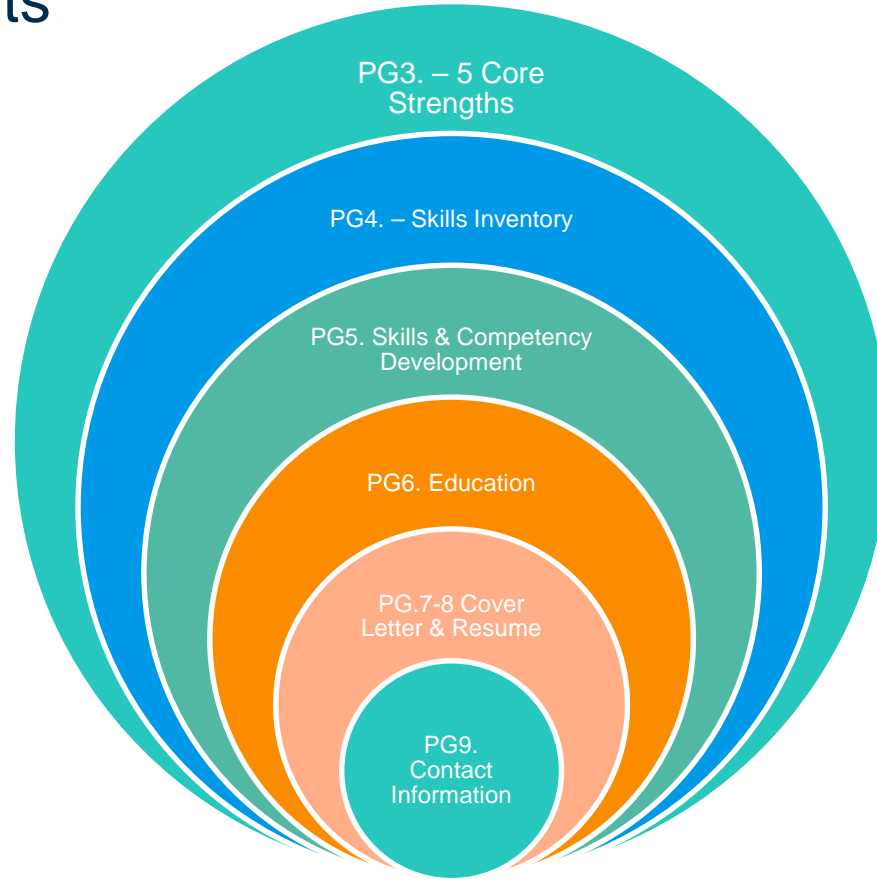 ts
PG3. – 5 Core
Strengths
PG4. – Skills Inventory
PG5. Skills & Competency
Development
PG6. Education
PG.7-8 Cover
Letter & Resume
PG9.
Contact
Information